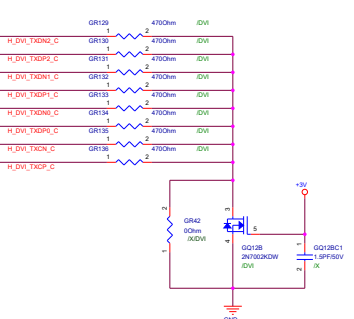 GR129 470Ohm /DVI
1 2
H_DVI_TXDN2_C GR130 470Ohm /DVI
1 2
H_DVI_TXDP2_C GR131 470Ohm /DVI
1 2
H_DVI_TXDN1_C GR132 470Ohm /DVI
1 2
H_DVI_TXDP1_C GR133 470Ohm /DVI
1 2
H_DVI_TXDN0_C GR134 470Ohm /DVI
1 2
H_DVI_TXDP0_C GR135 470Ohm /DVI
1 2
H_DVI_TXCN_C GR136 470Ohm /DVI
1 2
H_DVI_TXCP_C
+3V
2 3
GR42 5
0Ohm
/X/DVI
1 4 1
GQ12B GQ12BC1
2N7002KDW 1.5PF/50V
/DVI 2 /X
GND